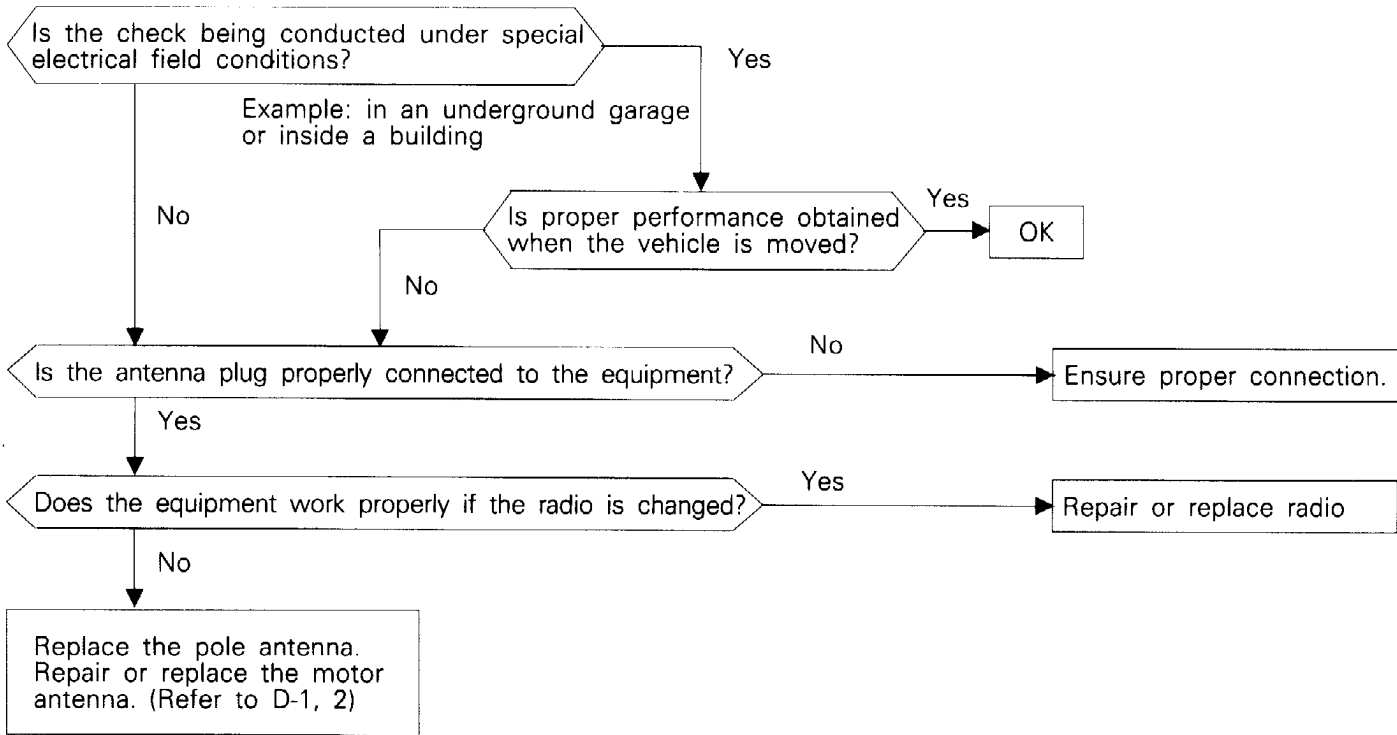 Is the check being conducted under special
electrical field conditions?
Yes
Example: in an underground garage
or inside a building
No
Is proper performance obtained
when the vehicle is moved?
Yes
OK
No
Is the antenna plug properly connected to the equipment?
No
Ensure proper connection.
Yes
Does the equipment work properly if the radio is changed?
Yes
Repair or replace radio
No
Replace the pole antenna.
Repair or replace the motor
antenna. (Refer to D-1, 2)